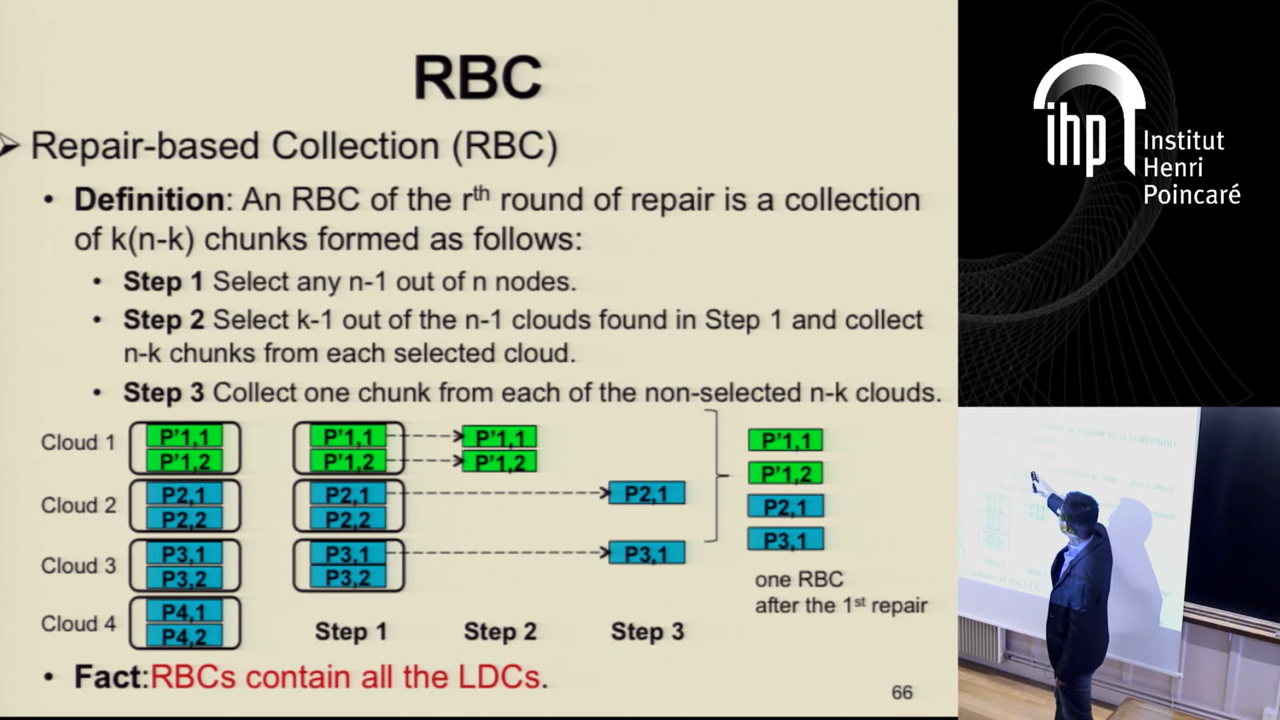 RBC
➢ Repair-based Collection (RBC)
• Definition: An RBC of the rth round of repair is a collection
of k(n-k) chunks formed as follows:
• Step 1 Select any n-1 out of n nodes.
• Step 2 Select k-1 out of the n-1 clouds found in Step 1 and collect
n-k chunks from each selected cloud.
• Step 3 Collect one chunk from each of the non-selected n-k clouds.
Cloud 1
P'1,1
P'1,2
Cloud 2
P2,1
P2,2
Cloud 3
P3,1
P3,2
Cloud 4
P4,1
P4,2
P'1,1
P'1,2
P2,1
P2,2
P3,1
P3,2
Step 1
P'1,1
P'1,2
Step 2
P2,1
P3,1
Step 3
P'1,1
P'1,2
P2,1
P3,1
one RBC
after the 1st repair
• Fact:RBCs contain all the LDCs.
66
ihp
Institut
Henri
Poincaré